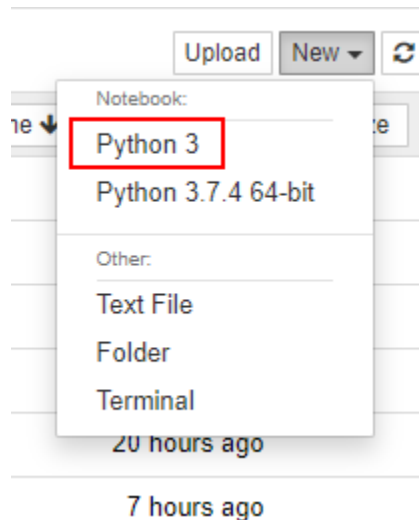 Upload New
Notebook:
Python 3
Python 3.7.4 64-bit
Other:
Text File
Folder
Terminal
20 hours ago
7 hours ago